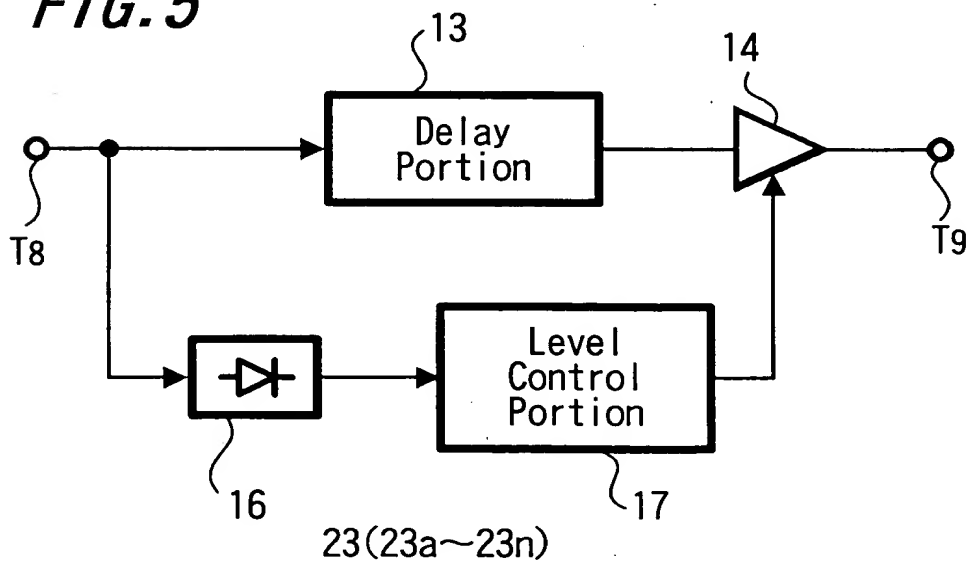 FIG. 5
13
14
Delay
Portion
T8
T9
Level
Control
Portion
16
17
23(23a～23n)